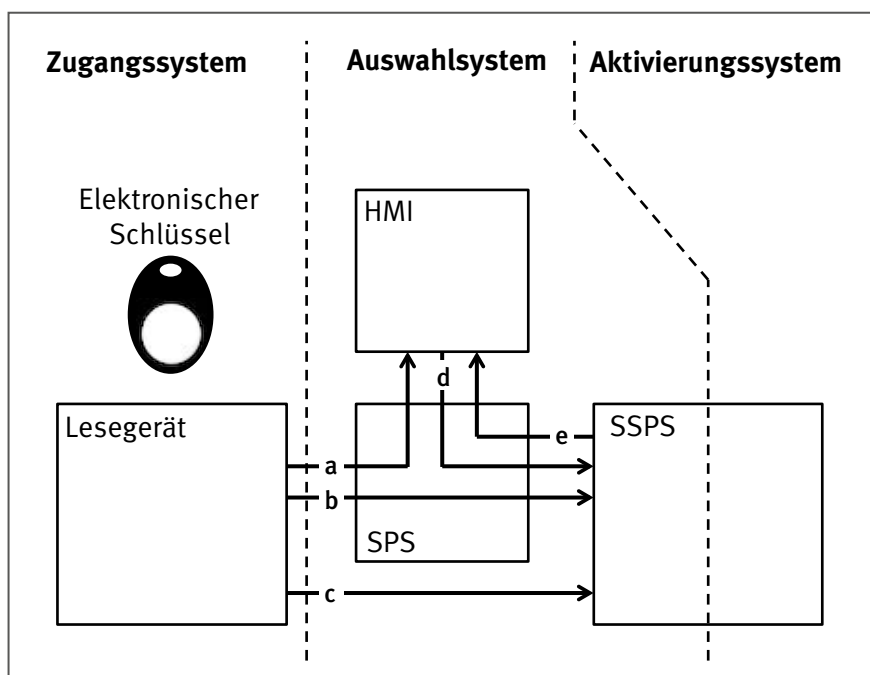 Zugangssystem
Auswahlsystem
Aktivierungssystem
Elektronischer
Schlüssel
HMI
d
Lesegerät
SSPS
e
a
b
SPS
c